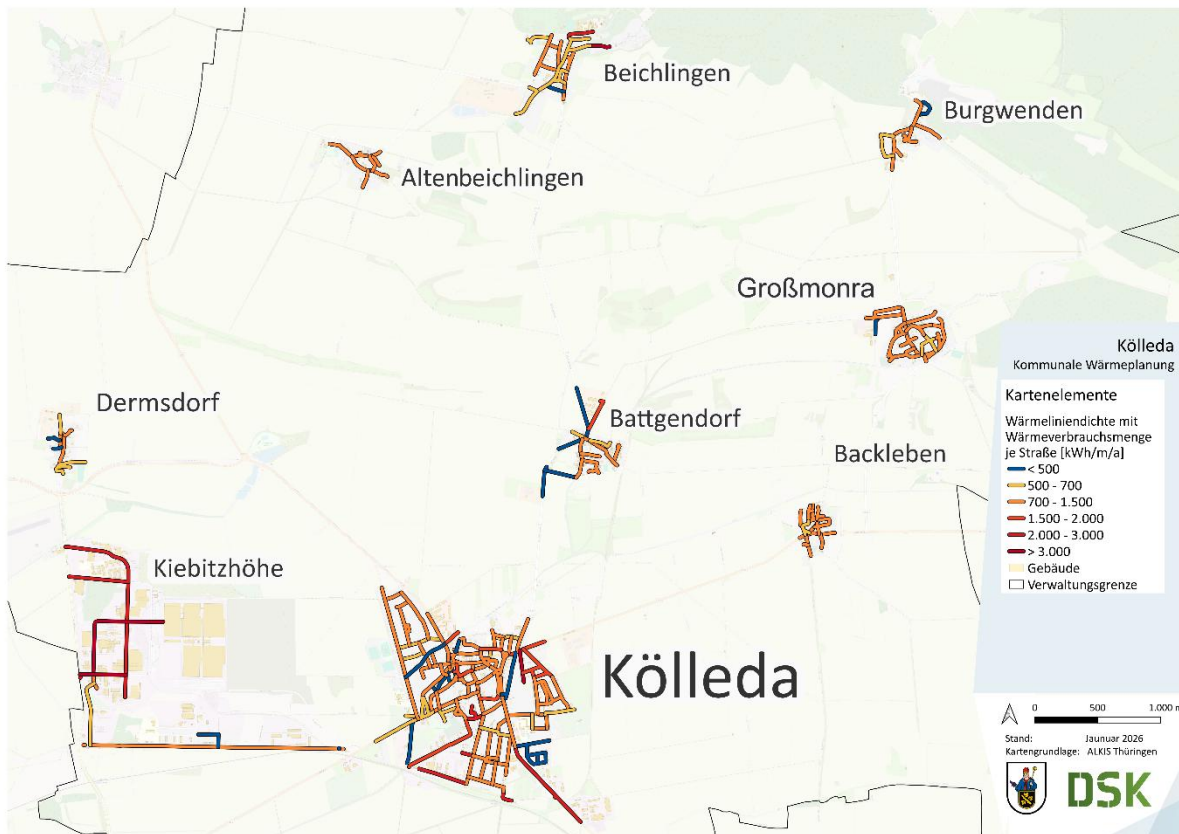 Beichlingen
Burgwenden
Altenbeichlingen
Großmonra
Dermsdorf
Battgendorf
Backleben
Kiebitzhöhe
Kölleda
Kölleda
Kommunale Wärmeplanung
Kartenelemente
Wärmeliniendichte mit
Wärmeverbrauchsmenge
je Straße [kWh/m/a]
< 500
500 - 700
700 - 1.500
1.500 - 2.000
2.000 - 3.000
> 3.000
Gebäude
Verwaltungsgrenze
0 500 1.000 m
Stand: Jaunuar 2026
Kartengrundlage: ALKIS Thüringen
DSK